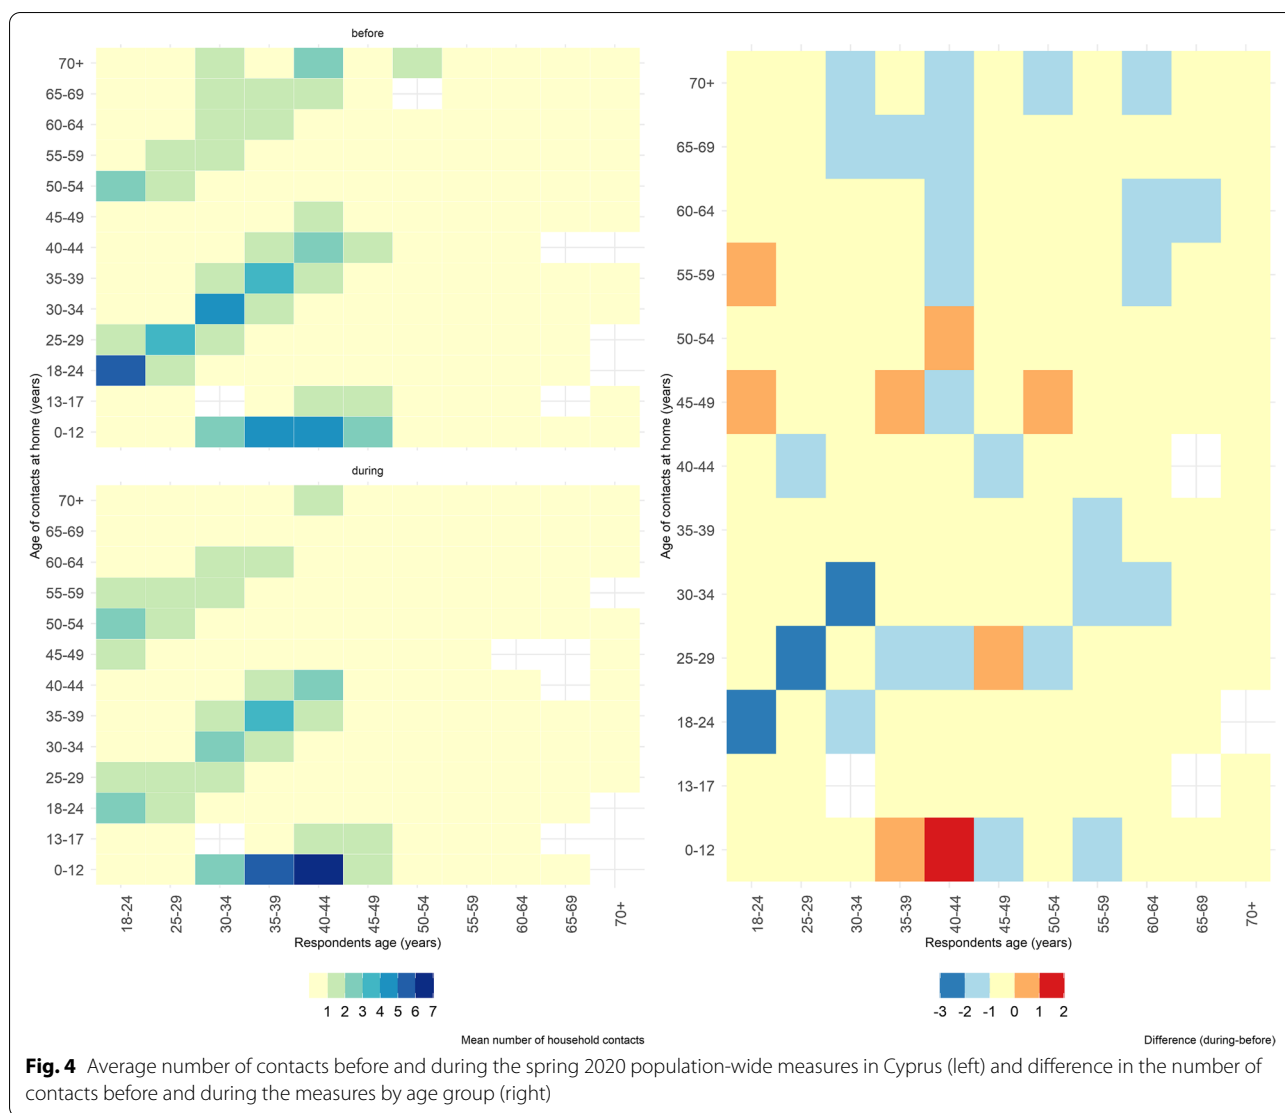 before
70+
65-69
60-64
55-59
50-54
45-49
40-44
35-39
30-34
25-29
18-24
13-17
0-12
during
70+
65-69
60-64
55-59
50-54
45-49
40-44
35-39
30-34
25-29
18-24
13-17
0-12
Age of contacts at home (years)
18-24 25-29 30-34 35-39 40-44 45-49 50-54 55-59 60-64 65-69 70+
Respondents age (years)
1 2 3 4 5 6 7
Mean number of household contacts
70+
65-69
60-64
55-59
50-54
45-49
40-44
35-39
30-34
25-29
18-24
13-17
0-12
Age of contacts at home (years)
18-24 25-29 30-34 35-39 40-44 45-49 50-54 55-59 60-64 65-69 70+
Respondents age (years)
-3 -2 -1 0 1 2
Difference (during-before)
Fig. 4 Average number of contacts before and during the spring 2020 population-wide measures in Cyprus (left) and difference in the number of
contacts before and during the measures by age group (right)